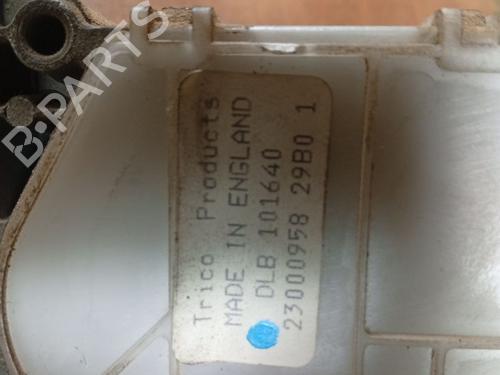 Trico Products
MADE IN ENGLAND
DLB 101640
23000958 29B0 1
B-PARTS